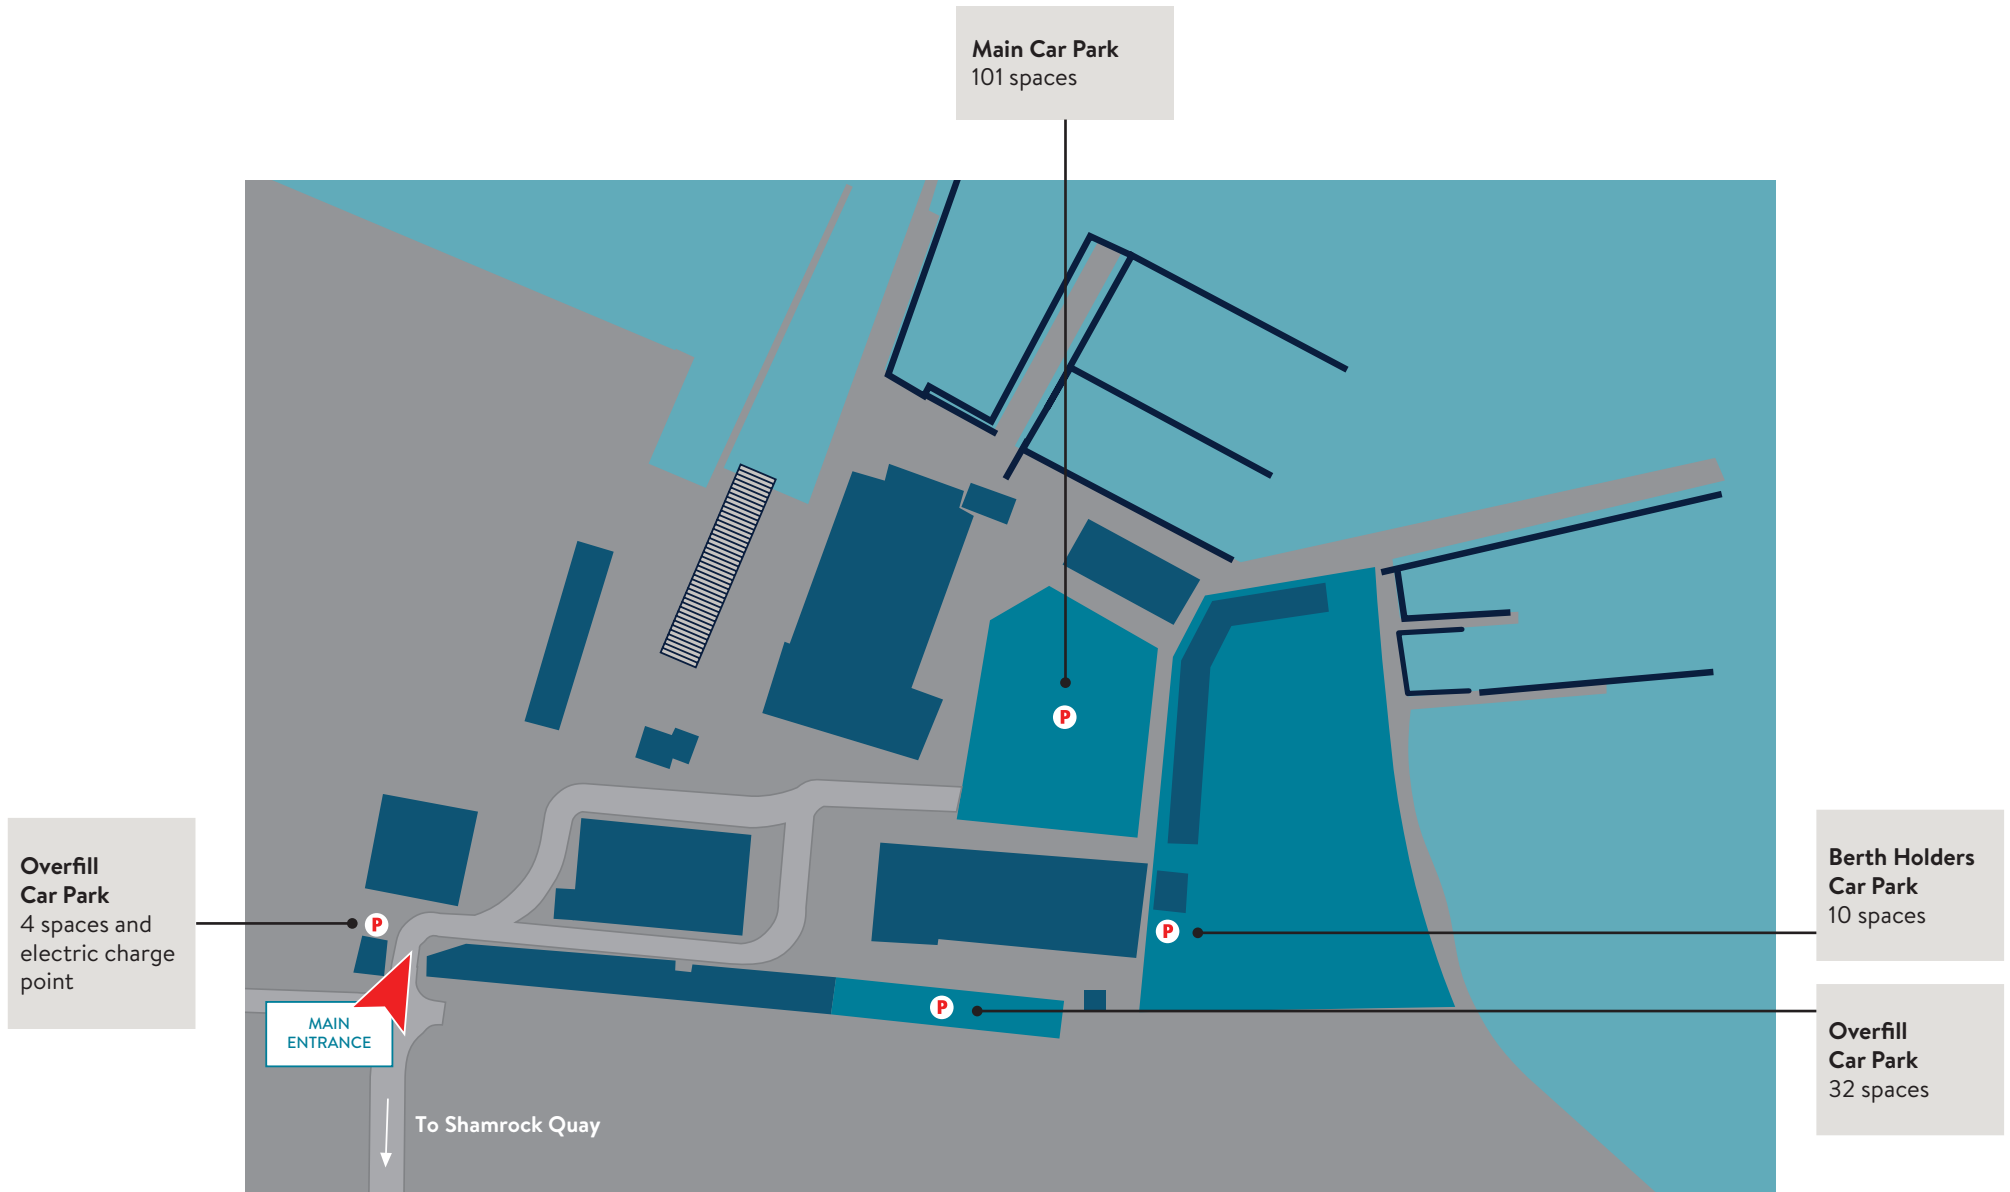 Main Car Park
101 spaces
P
Overfill
Car Park
4 spaces and
electric charge
point
P
Berth Holders
Car Park
10 spaces
P
Overfill
Car Park
32 spaces
P
MAIN
ENTRANCE
To Shamrock Quay